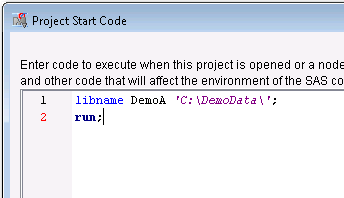 Project Start Code
Enter code to execute when this project is opened or a node
and other code that will affect the environment of the SAS co
1 libname DemoA 'C:\DemoData\';
2 run;